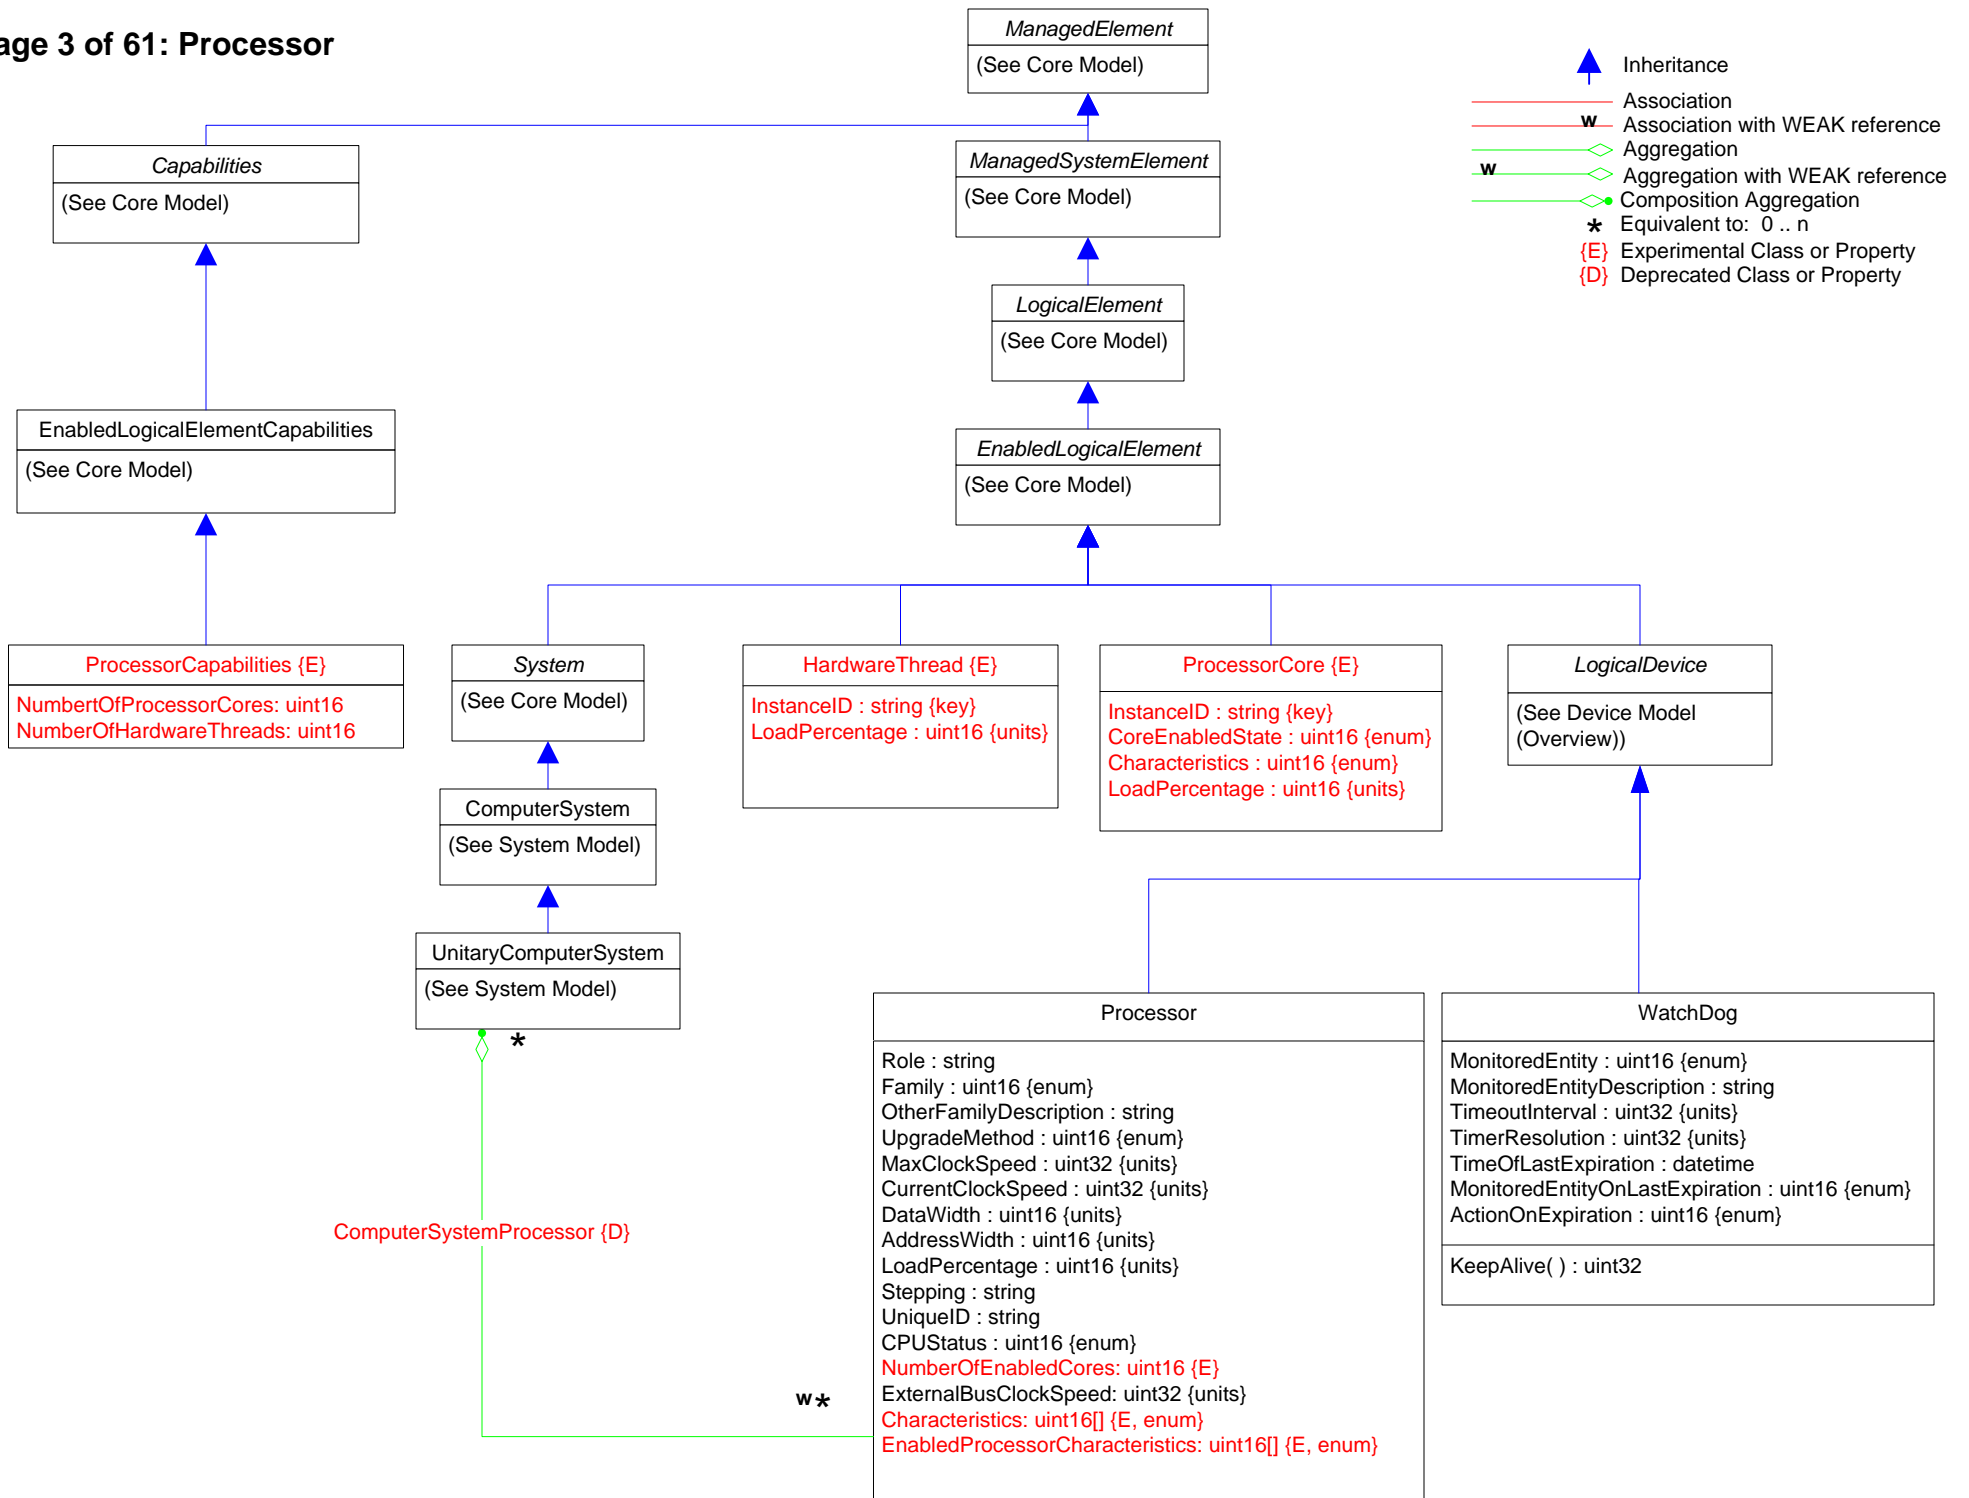 age 3 of 61: Processor
ManagedElement
(See Core Model)
Inheritance
Association
w Association with WEAK reference
Aggregation
w Aggregation with WEAK reference
Composition Aggregation
* Equivalent to: 0 .. n
{E} Experimental Class or Property
{D} Deprecated Class or Property
Capabilities
(See Core Model)
ManagedSystemElement
(See Core Model)
LogicalElement
(See Core Model)
EnabledLogicalElementCapabilities
(See Core Model)
EnabledLogicalElement
(See Core Model)
ProcessorCapabilities {E}
NumbertOfProcessorCores: uint16
NumberOfHardwareThreads: uint16
System
(See Core Model)
HardwareThread {E}
InstanceID : string {key}
LoadPercentage : uint16 {units}
ProcessorCore {E}
InstanceID : string {key}
CoreEnabledState : uint16 {enum}
Characteristics : uint16 {enum}
LoadPercentage : uint16 {units}
LogicalDevice
(See Device Model
(Overview))
ComputerSystem
(See System Model)
UnitaryComputerSystem
(See System Model)
*
ComputerSystemProcessor {D}
w*
Processor
Role : string
Family : uint16 {enum}
OtherFamilyDescription : string
UpgradeMethod : uint16 {enum}
MaxClockSpeed : uint32 {units}
CurrentClockSpeed : uint32 {units}
DataWidth : uint16 {units}
AddressWidth : uint16 {units}
LoadPercentage : uint16 {units}
Stepping : string
UniqueID : string
CPUStatus : uint16 {enum}
NumberOfEnabledCores: uint16 {E}
ExternalBusClockSpeed: uint32 {units}
Characteristics: uint16[] {E, enum}
EnabledProcessorCharacteristics: uint16[] {E, enum}
WatchDog
MonitoredEntity : uint16 {enum}
MonitoredEntityDescription : string
TimeoutInterval : uint32 {units}
TimerResolution : uint32 {units}
TimeOfLastExpiration : datetime
MonitoredEntityOnLastExpiration : uint16 {enum}
ActionOnExpiration : uint16 {enum}
KeepAlive( ) : uint32